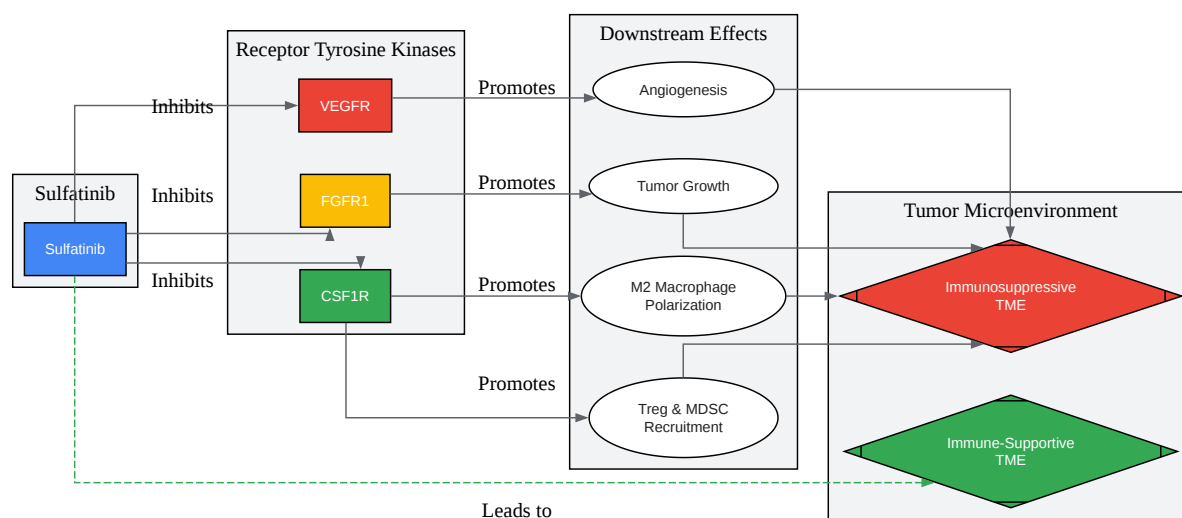 Sulfatinib
Sulfatinib
Inhibits
Inhibits
Inhibits
Receptor Tyrosine Kinases
VEGFR
FGFR1
CSF1R
Promotes
Promotes
Promotes
Promotes
Downstream Effects
Angiogenesis
Tumor Growth
M2 Macrophage
Polarization
Treg & MDSC
Recruitment
Tumor Microenvironment
Immunosuppressive
TME
Immune-Supportive
TME
Leads to